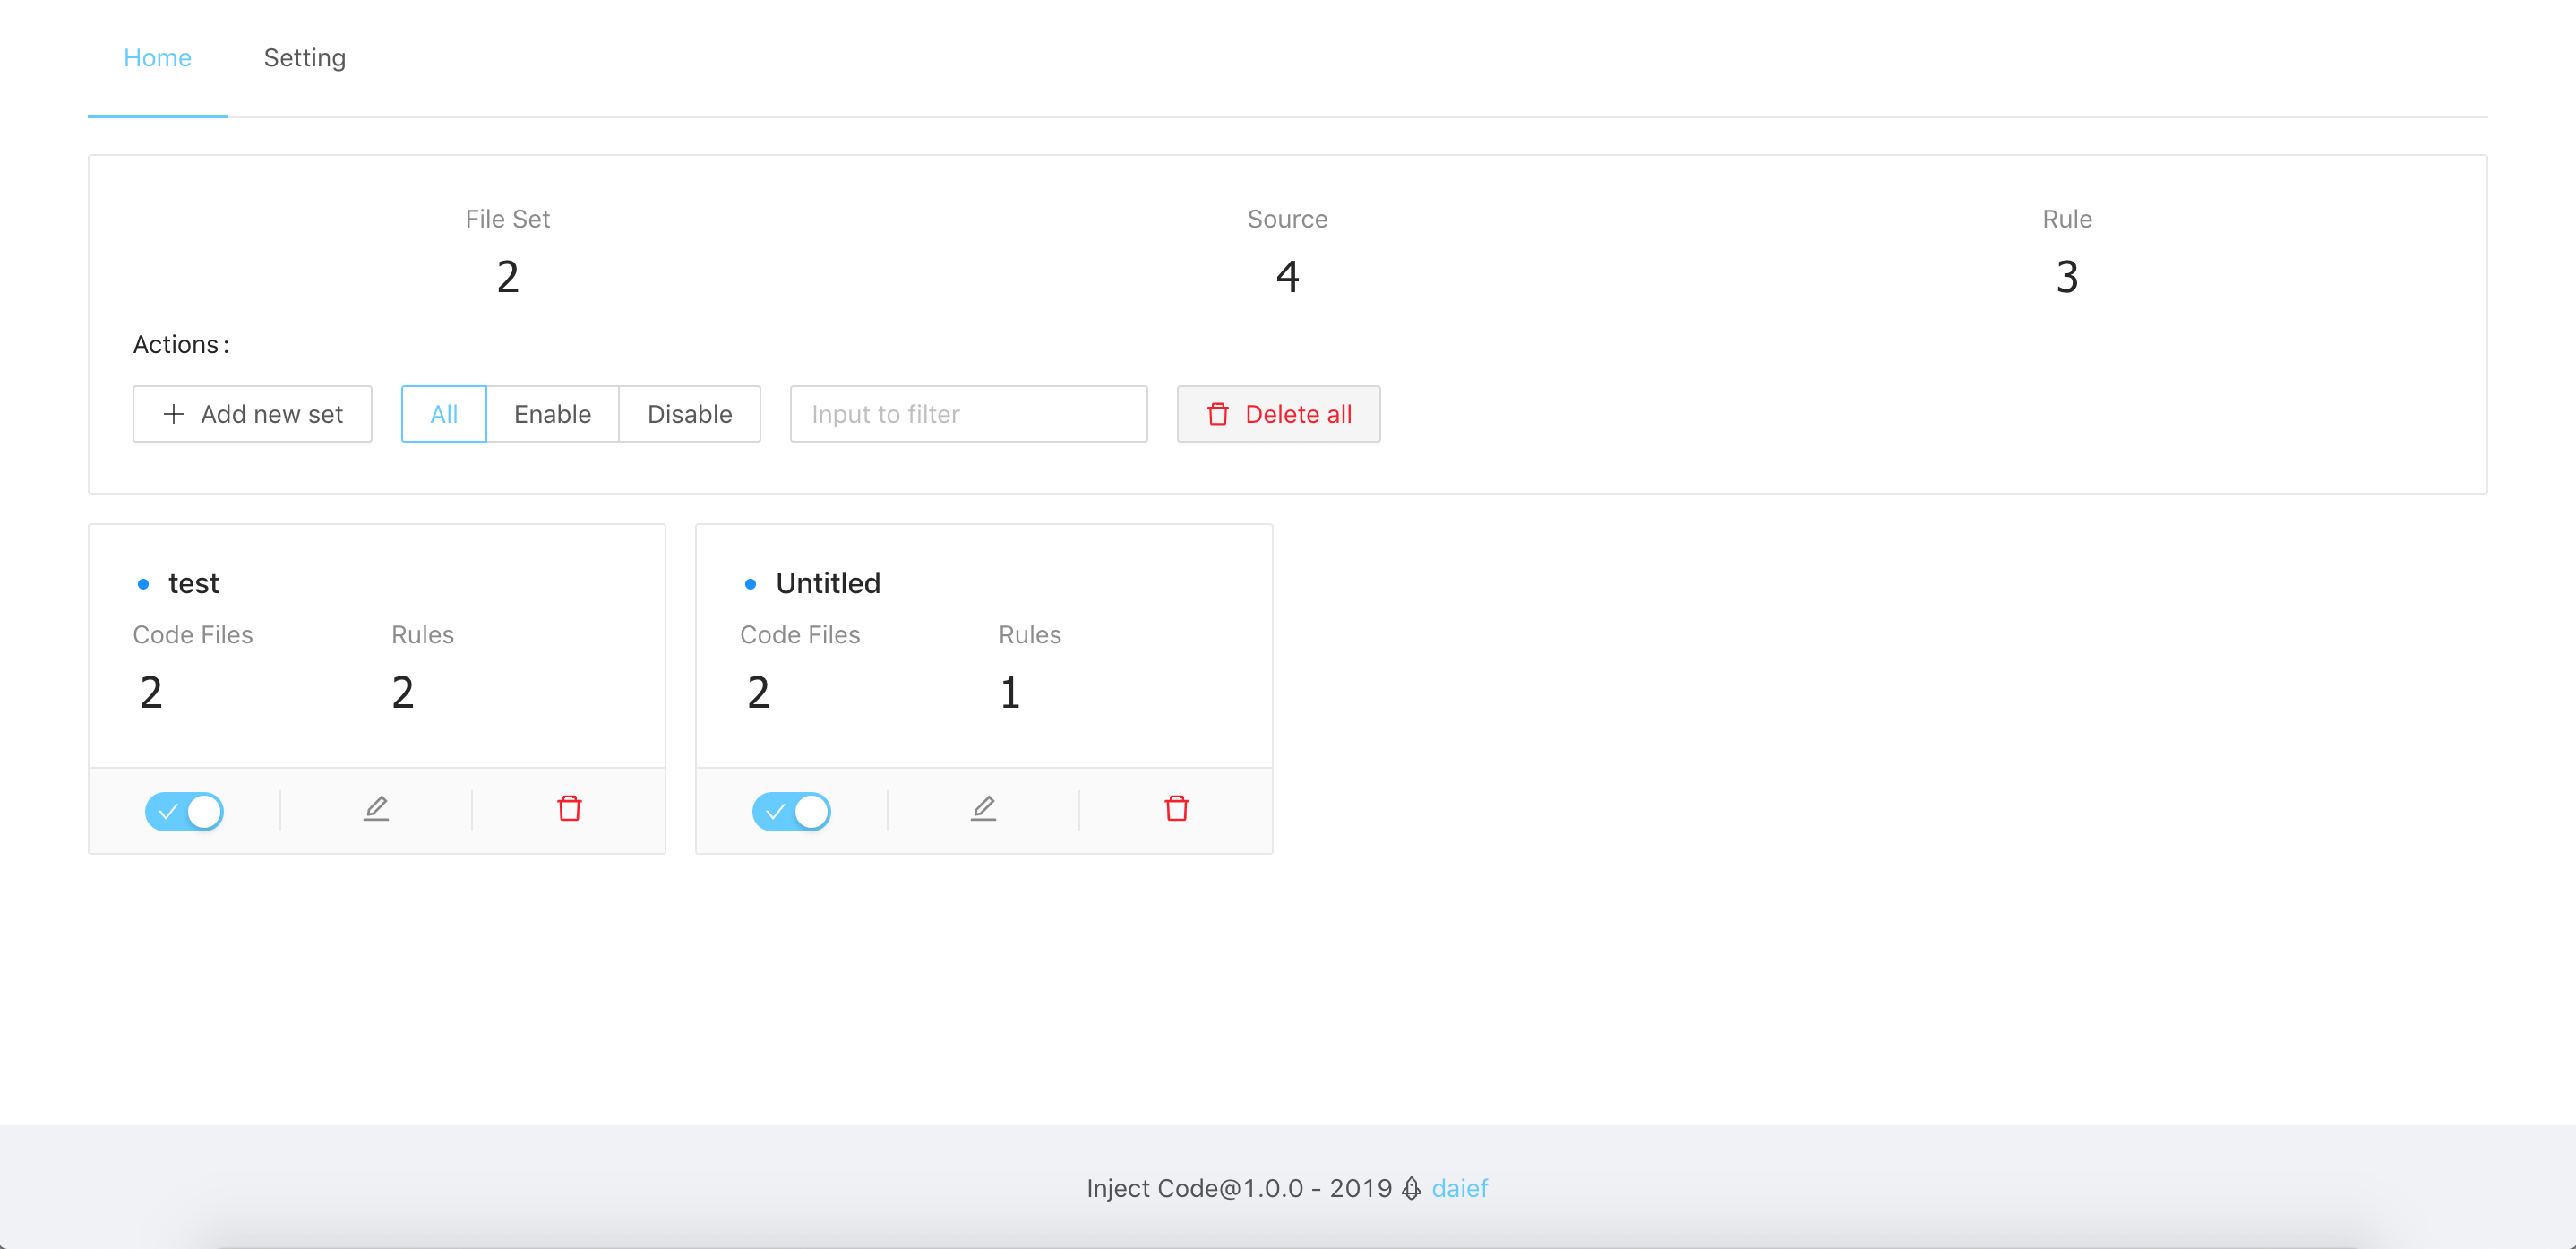 Home Setting
File Set Source Rule
2 4 3
Actions :
Add new set All Enable Disable Input to filter Delete all
test
Code Files Rules
2 2
Untitled
Code Files Rules
2 1
Inject Code@1.0.0 - 2019 daief